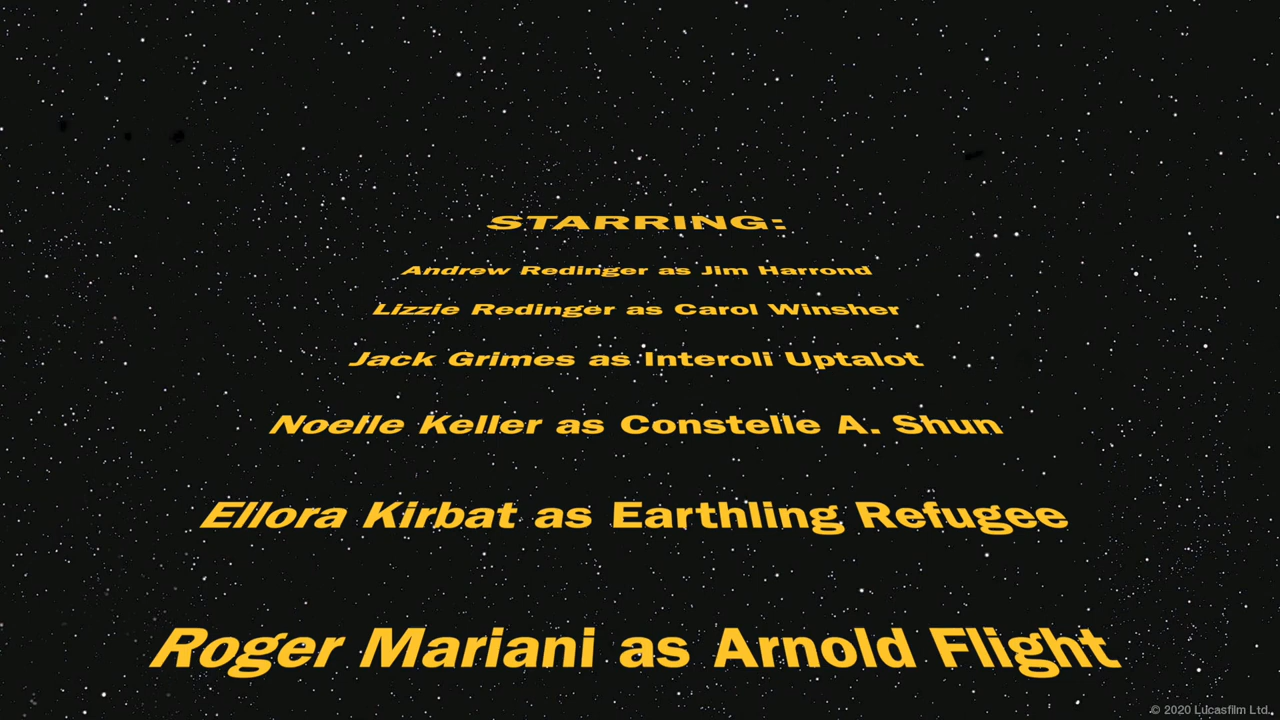 STARRING:
Andrew Redinger as Jim Harrond
Lizzie Redinger as Carol Winsher
Jack Grimes as Interoli Uptalot
Noelle Keller as Constelle A. Shun
Ellora Kirbat as Earthling Refugee
Roger Mariani as Arnold Flight
© 2020 Lucasfilm Ltd.